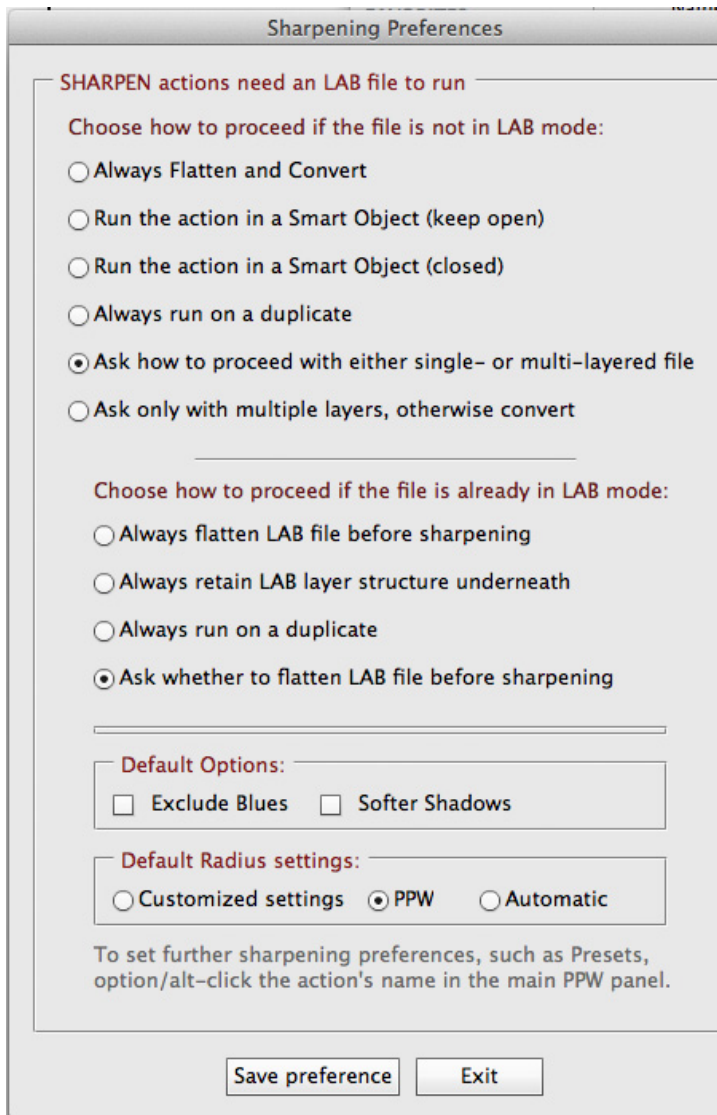 Sharpening Preferences
SHARPEN actions need an LAB file to run
Choose how to proceed if the file is not in LAB mode:
Always Flatten and Convert
Run the action in a Smart Object (keep open)
Run the action in a Smart Object (closed)
Always run on a duplicate
Ask how to proceed with either single- or multi-layered file
Ask only with multiple layers, otherwise convert
Choose how to proceed if the file is already in LAB mode:
Always flatten LAB file before sharpening
Always retain LAB layer structure underneath
Always run on a duplicate
Ask whether to flatten LAB file before sharpening
Default Options:
Exclude Blues Softer Shadows
Default Radius settings:
Customized settings PPW Automatic
To set further sharpening preferences, such as Presets,
option/alt-click the action's name in the main PPW panel.
Save preference Exit